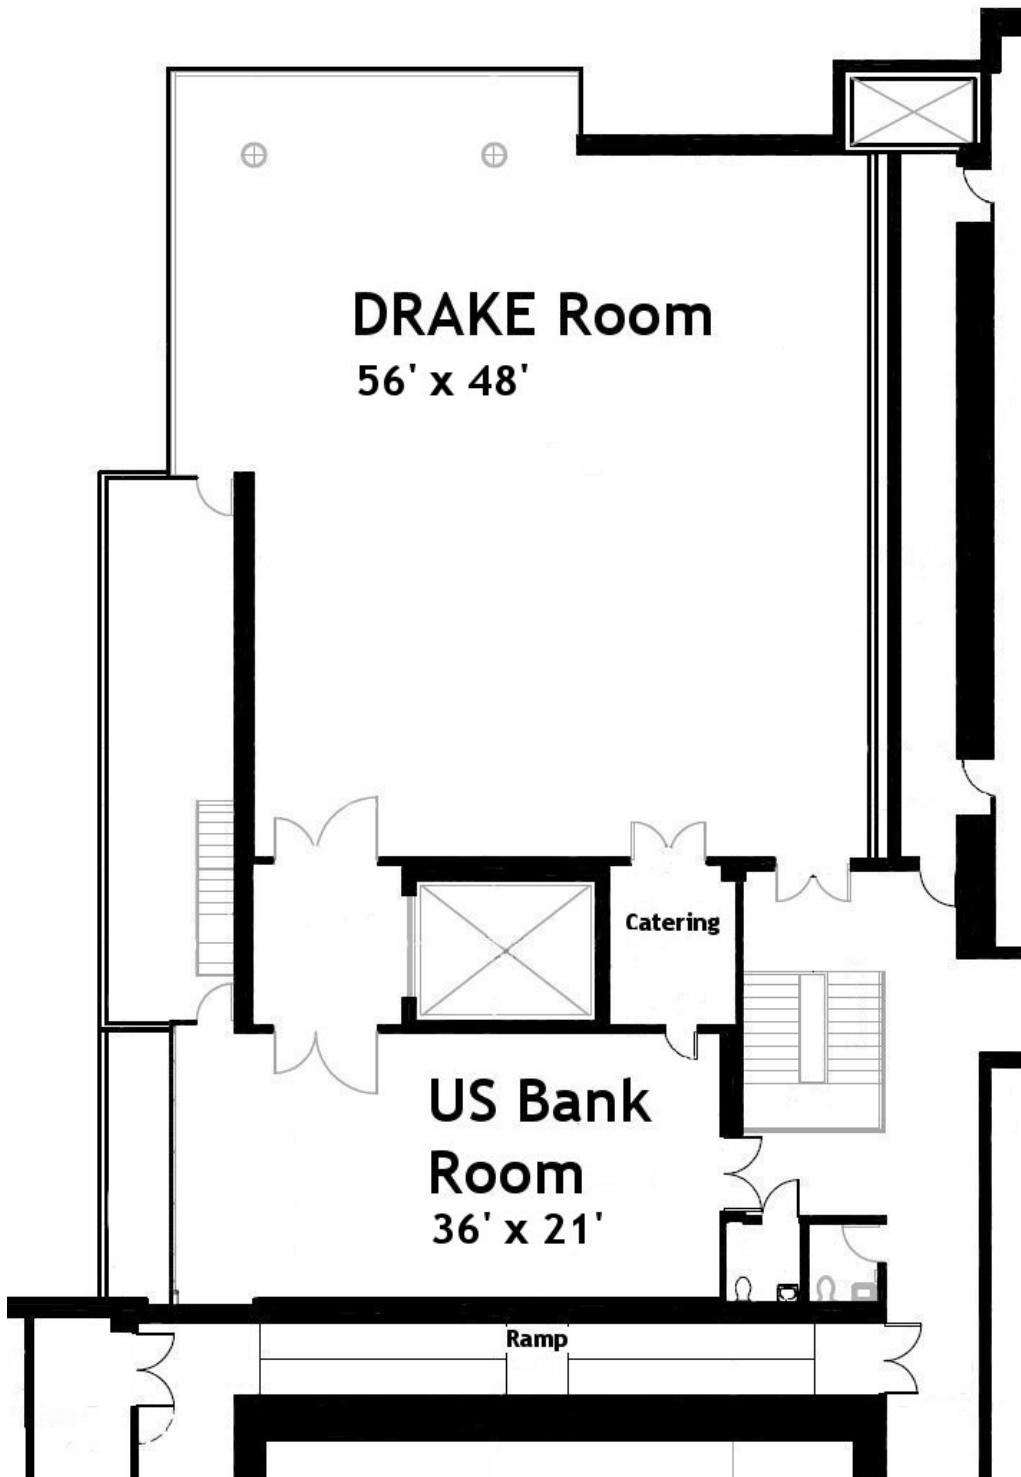 DRAKE Room
56' x 48'
Catering
US Bank
Room
36' x 21'
Ramp